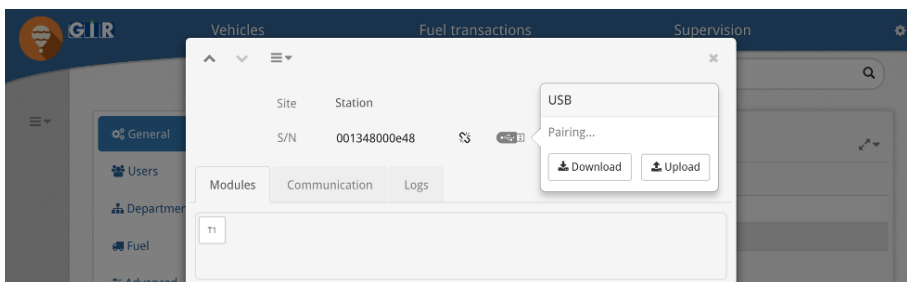 GIR
Vehicles
Fuel transactions
Supervision
Site Station
S/N 001348000e48
USB
Pairing...
Download
Upload
General
Users
Departmen
Fuel
Modules
Communication
Logs
T1